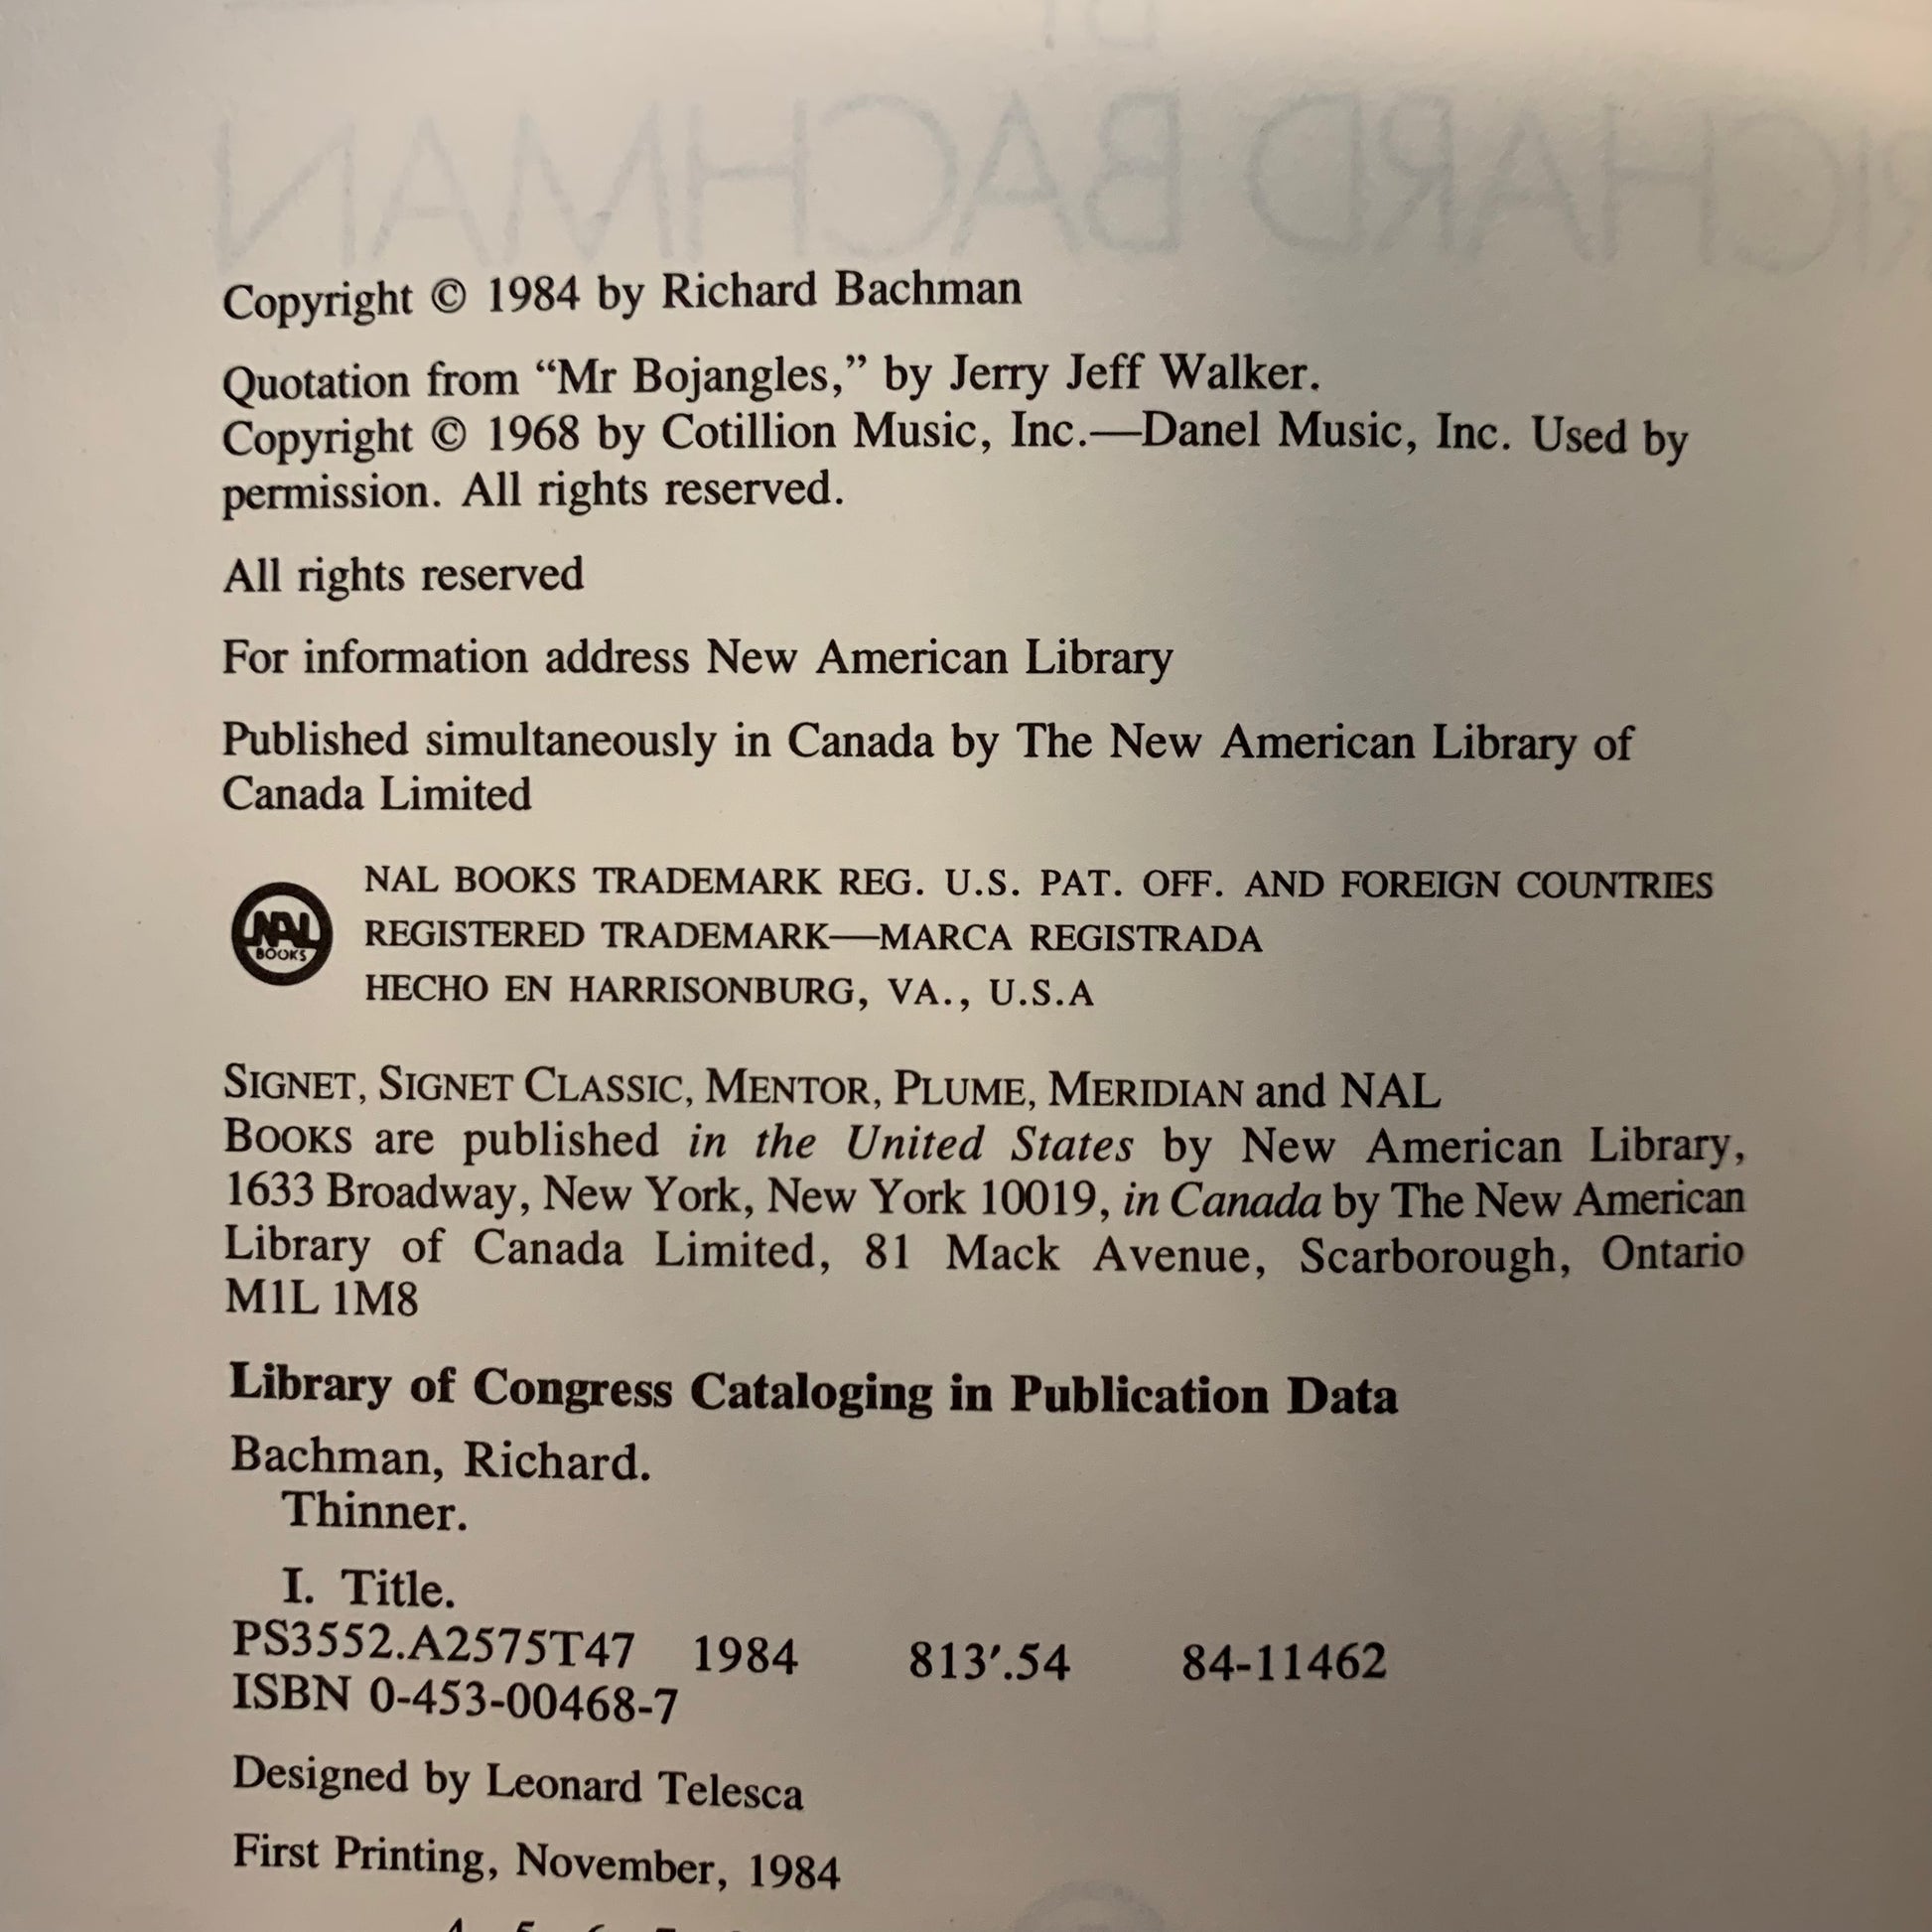 RICHARD BACHMAN
Copyright © 1984 by Richard Bachman
Quotation from “Mr Bojangles,” by Jerry Jeff Walker.
Copyright © 1968 by Cotillion Music, Inc.—Danel Music, Inc. Used by
permission. All rights reserved.
All rights reserved
For information address New American Library
Published simultaneously in Canada by The New American Library of
Canada Limited
NAL BOOKS
NAL BOOKS TRADEMARK REG. U.S. PAT. OFF. AND FOREIGN COUNTRIES
REGISTERED TRADEMARK—MARCA REGISTRADA
HECHO EN HARRISONBURG, VA., U.S.A
SIGNET, SIGNET CLASSIC, MENTOR, PLUME, MERIDIAN and NAL
BOOKS are published in the United States by New American Library,
1633 Broadway, New York, New York 10019, in Canada by The New American
Library of Canada Limited, 81 Mack Avenue, Scarborough, Ontario
M1L 1M8
Library of Congress Cataloging in Publication Data
Bachman, Richard.
Thinner.
I. Title.
PS3552.A2575T47 1984 813′.54 84-11462
ISBN 0-453-00468-7
Designed by Leonard Telesca
First Printing, November, 1984